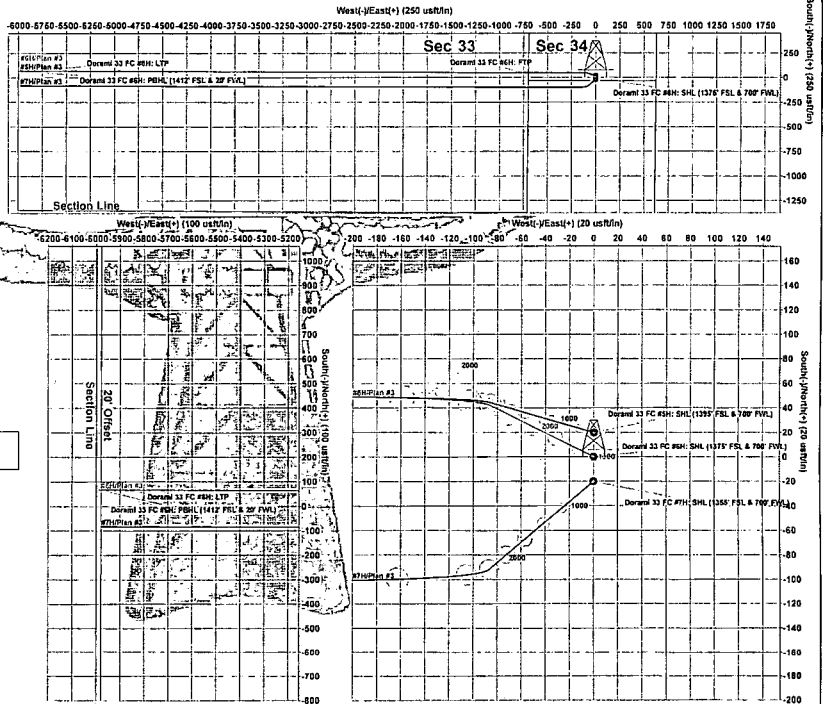 West(-)/East(+) (250 usft/in)
-6000 -5750 -5500 -5250 -5000 -4750 -4500 -4250 -4000 -3750 -3500 -3250 -3000 -2750 -2500 -2250 -2000 -1750 -1500 -1250 -1000 -750 -500 -250 0 250 500 750 1000 1250 1500 1750
Sec 33
Sec 34
#6H/Plan #3
#5H/Plan #3
Dorami 33 FC #6H: LTP
Dorami 33 FC #6H: FTP
#7H/Plan #3
Dorami 33 FC #6H: PBHL (1412' FSL & 20' FWL)
Dorami 33 FC #6H: SHL (1375' FSL & 700' FWL)
250
0
-250
-500
-750
-1000
-1250
South(-)/North(+) (250 usft/in)
Section Line
West(-)/East(+) (100 usft/in)
-6200 -6100 -6000 -5900 -5800 -5700 -5600 -5500 -5400 -5300 -5200
1000
900
800
700
600
500
400
300
200
100
0
-100
-200
-300
-400
-500
-600
-700
-800
South(-)/North(+) (100 usft/in)
Section Line
20' Offset
Dorami 33 FC #6H: LTP
Dorami 33 FC #6H: PBHL (1412' FSL & 20' FWL)
#7H/Plan #3
West(-)/East(+) (20 usft/in)
-200 -180 -160 -140 -120 -100 -80 -60 -40 -20 0 20 40 60 80 100 120 140
160
140
120
100
80
60
40
20
0
-20
-40
-60
-80
-100
-120
-140
-160
-180
-200
South(-)/North(+) (20 usft/in)
2000
#6H/Plan #3
1000
2000
Dorami 33 FC #5H: SHL (1395' FSL & 700' FWL)
Dorami 33 FC #6H: SHL (1375' FSL & 700' FWL)
1000
Dorami 33 FC #7H: SHL (1355' FSL & 700' FWL)
1000
2000
#7H/Plan #3